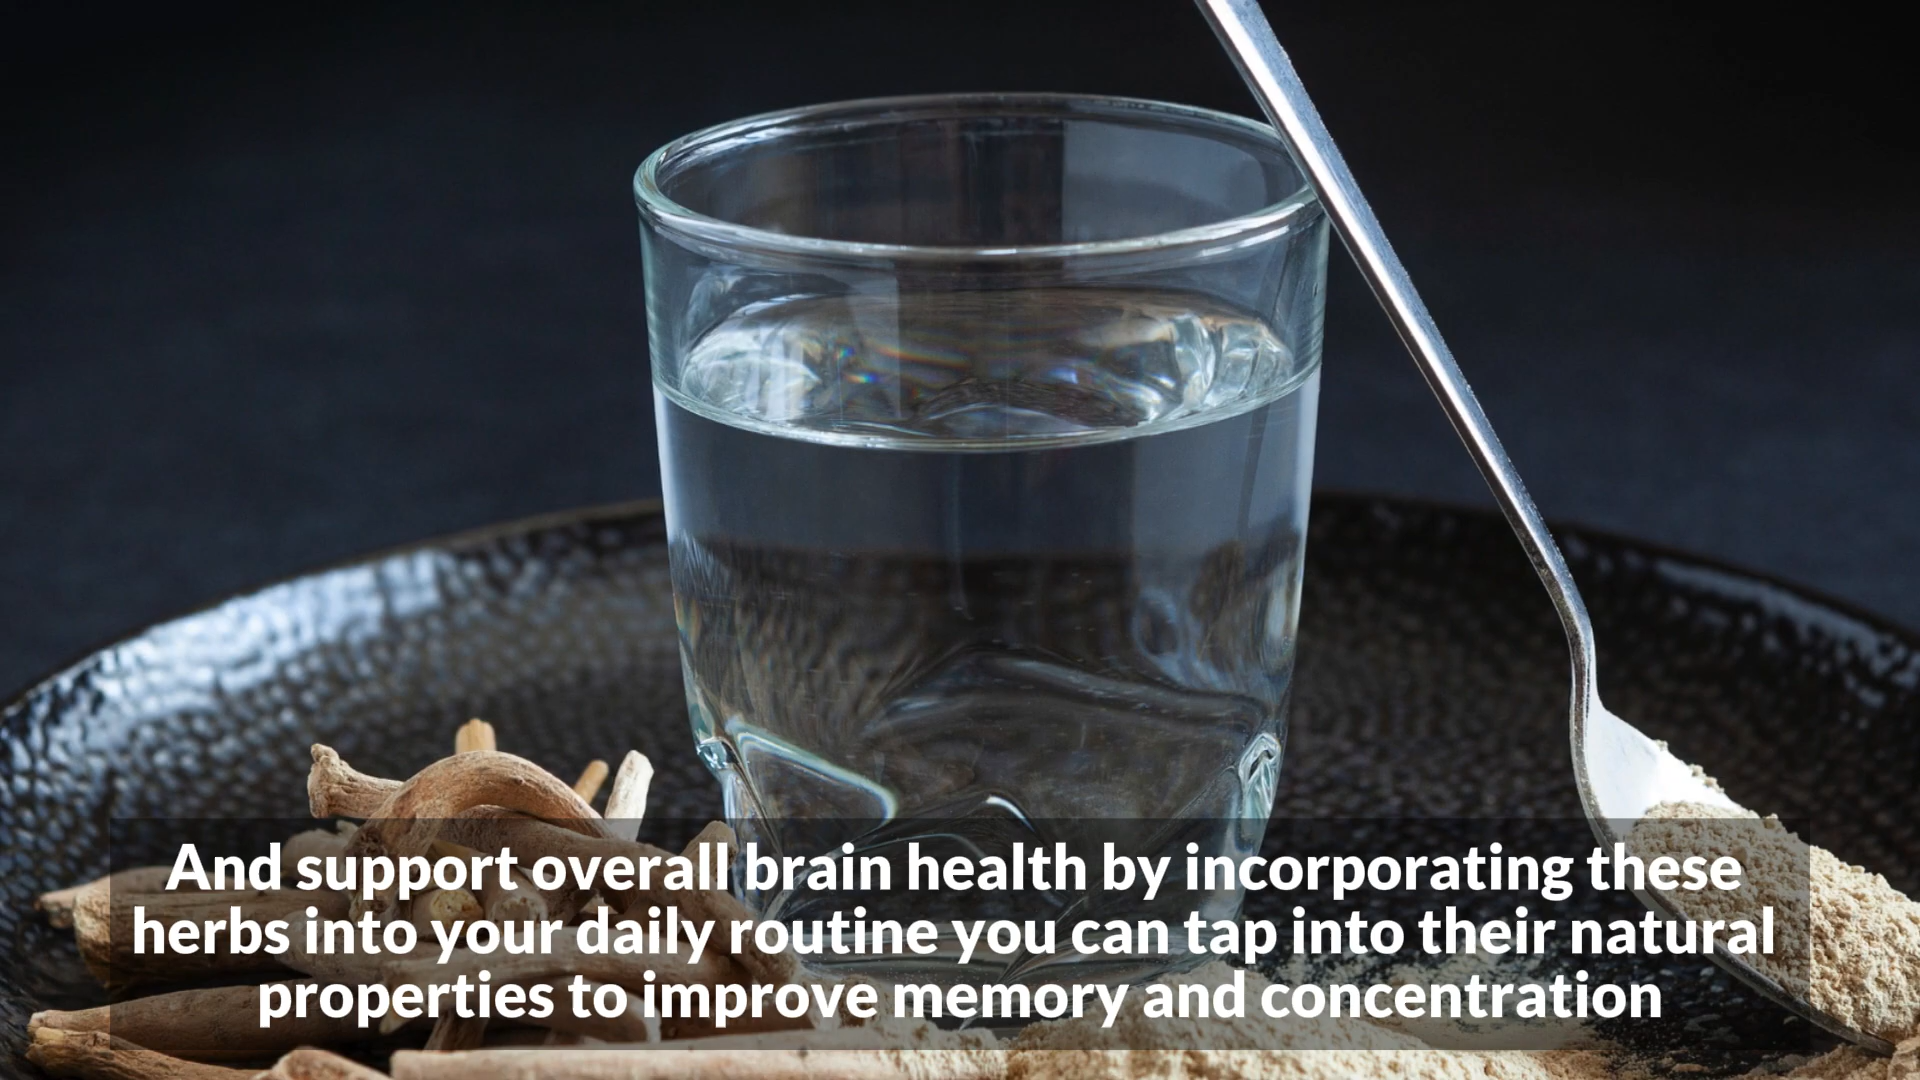 And support overall brain health by incorporating these
herbs into your daily routine you can tap into their natural
properties to improve memory and concentration